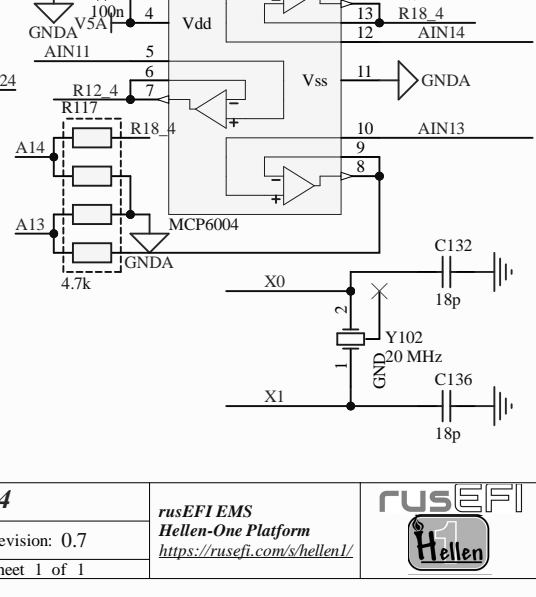 100n
V5A
GNDA
4
Vdd
13
R18_4
12
AIN14
AIN11
5
24
6
R12_4
7
Vss
11
GNDA
R117
R18_4
10
AIN13
A14
9
8
A13
MCP6004
GNDA
4.7k
C132
X0
18p
2
Y102
20 MHz
GND
1
C136
X1
18p
4
rusEFI EMS
Hellen-One Platform
https://rusefi.com/s/hellen1/
evision: 0.7
heet 1 of 1
rusEFI
1
Hellen